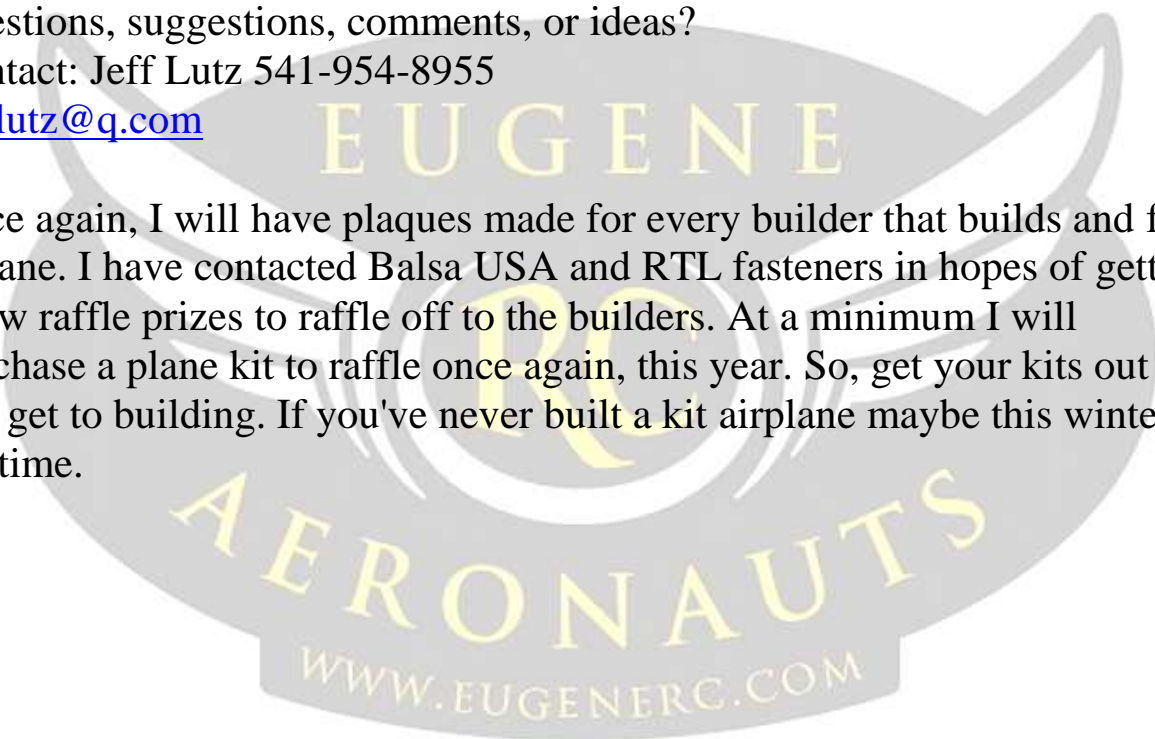 estions, suggestions, comments, or ideas?
ntact: Jeff Lutz 541-954-8955
lutz@q.com
ce again, I will have plaques made for every builder that builds and f
ane. I have contacted Balsa USA and RTL fasteners in hopes of gett
w raffle prizes to raffle off to the builders. At a minimum I will
chase a plane kit to raffle once again, this year. So, get your kits out
get to building. If you've never built a kit airplane maybe this winte
time.
EUGENE
RC
AERONAUTS
WWW.EUGENERC.COM